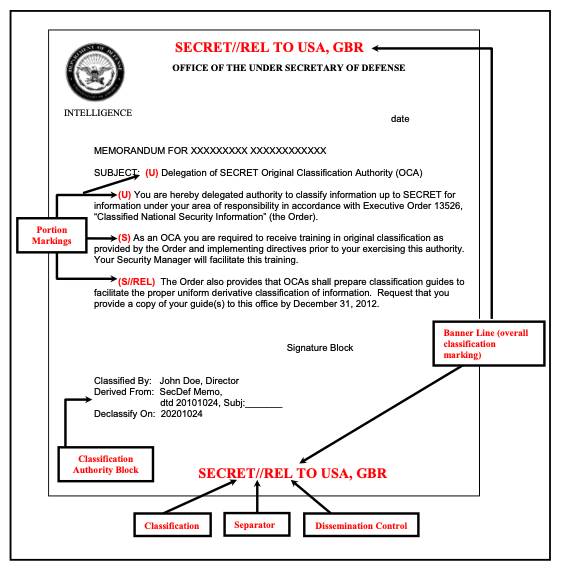 SECRET//REL TO USA, GBR
OFFICE OF THE UNDER SECRETARY OF DEFENSE
INTELLIGENCE
date
MEMORANDUM FOR XXXXXXXXX XXXXXXXXXXXX
SUBJECT: (U) Delegation of SECRET Original Classification Authority (OCA)
(U) You are hereby delegated authority to classify information up to SECRET for
information under your area of responsibility in accordance with Executive Order 13526,
“Classified National Security Information” (the Order).
Portion
Markings
(S) As an OCA you are required to receive training in original classification as
provided by the Order and implementing directives prior to your exercising this authority.
Your Security Manager will facilitate this training.
(S//REL) The Order also provides that OCAs shall prepare classification guides to
facilitate the proper uniform derivative classification of information. Request that you
provide a copy of your guide(s) to this office by December 31, 2012.
Banner Line (overall
classification
marking)
Signature Block
Classified By: John Doe, Director
Derived From: SecDef Memo,
dtd 20101024, Subj:_______
Declassify On: 20201024
Classification
Authority Block
SECRET//REL TO USA, GBR
Classification
Separator
Dissemination Control